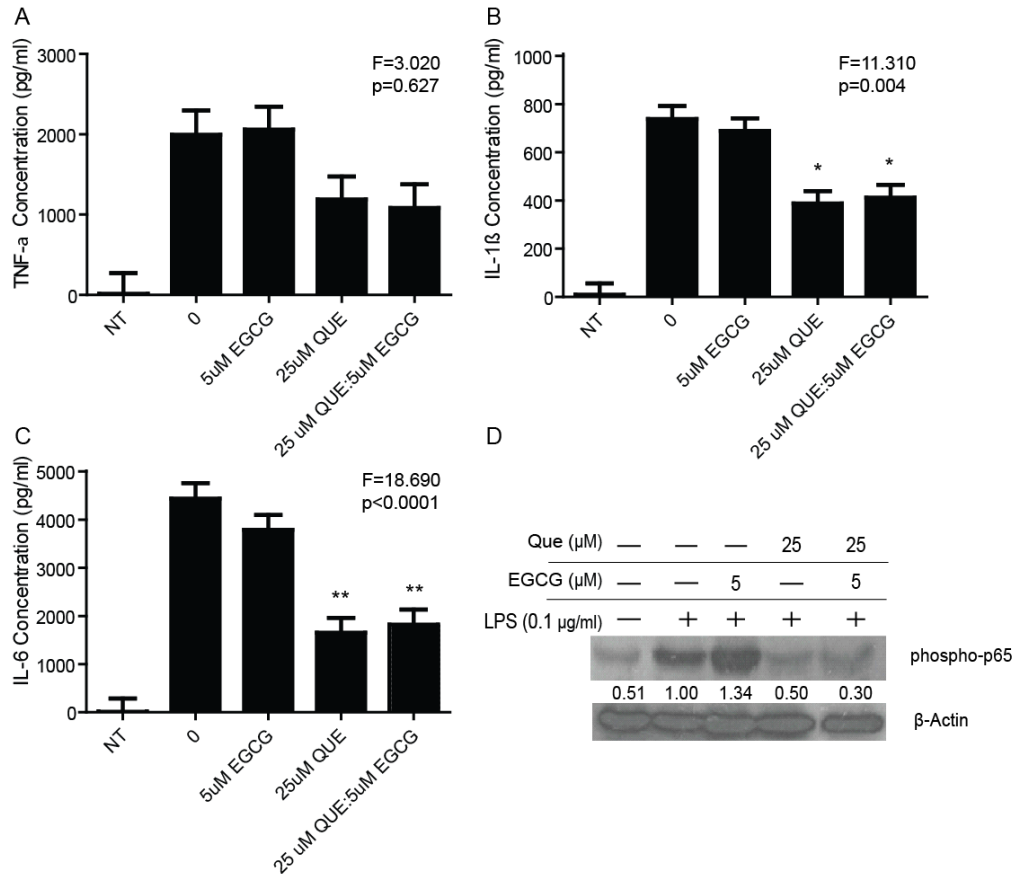 A
TNF-a Concentration (pg/ml)
3000
2000
1000
0
F=3.020
p=0.627
NT
0
5uM EGCG
25uM QUE
25 uM QUE:5uM EGCG
B
IL-1ß Concentration (pg/ml)
1000
800
600
400
200
0
F=11.310
p=0.004
*
*
NT
0
5uM EGCG
25uM QUE
25 uM QUE:5uM EGCG
C
IL-6 Concentration (pg/ml)
5000
4000
3000
2000
1000
0
F=18.690
p<0.0001
**
**
NT
0
5uM EGCG
25uM QUE
25 uM QUE:5uM EGCG
D
Que (µM) — — — 25 25
EGCG (µM) — — 5 — 5
LPS (0.1 µg/ml) — + + + +
phospho-p65
0.51 1.00 1.34 0.50 0.30
β-Actin